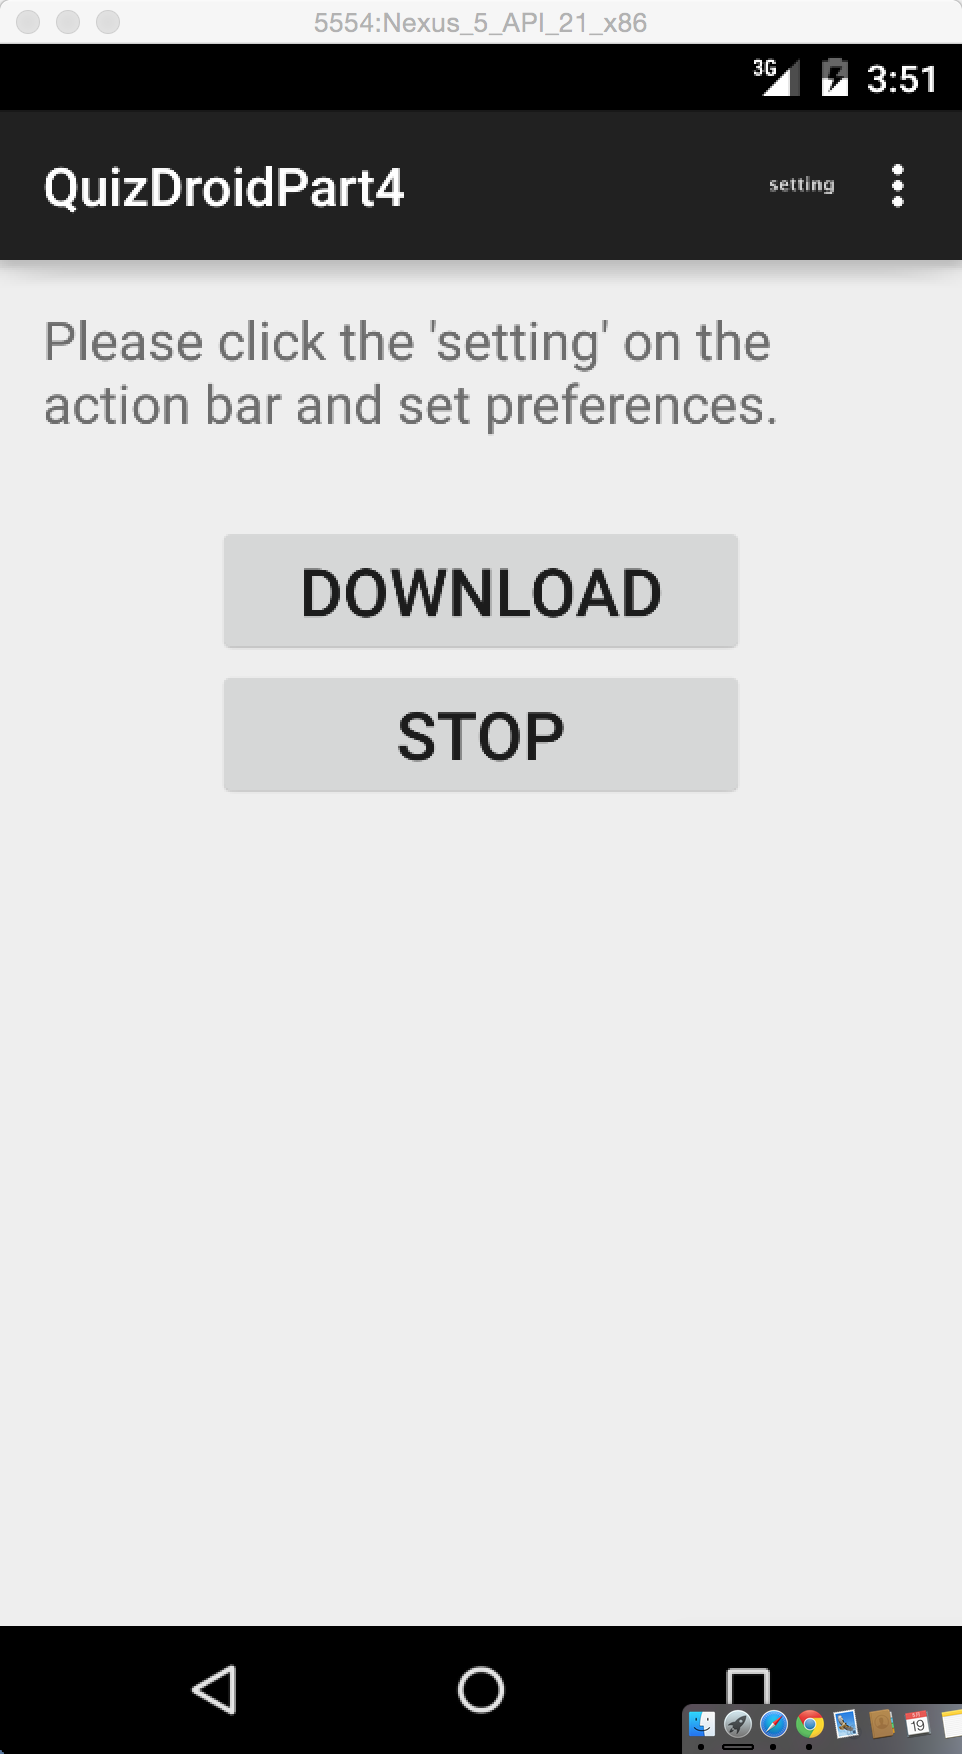 5554:Nexus_5_API_21_x86
3G 3:51
QuizDroidPart4
setting
Please click the 'setting' on the
action bar and set preferences.
DOWNLOAD
STOP
19